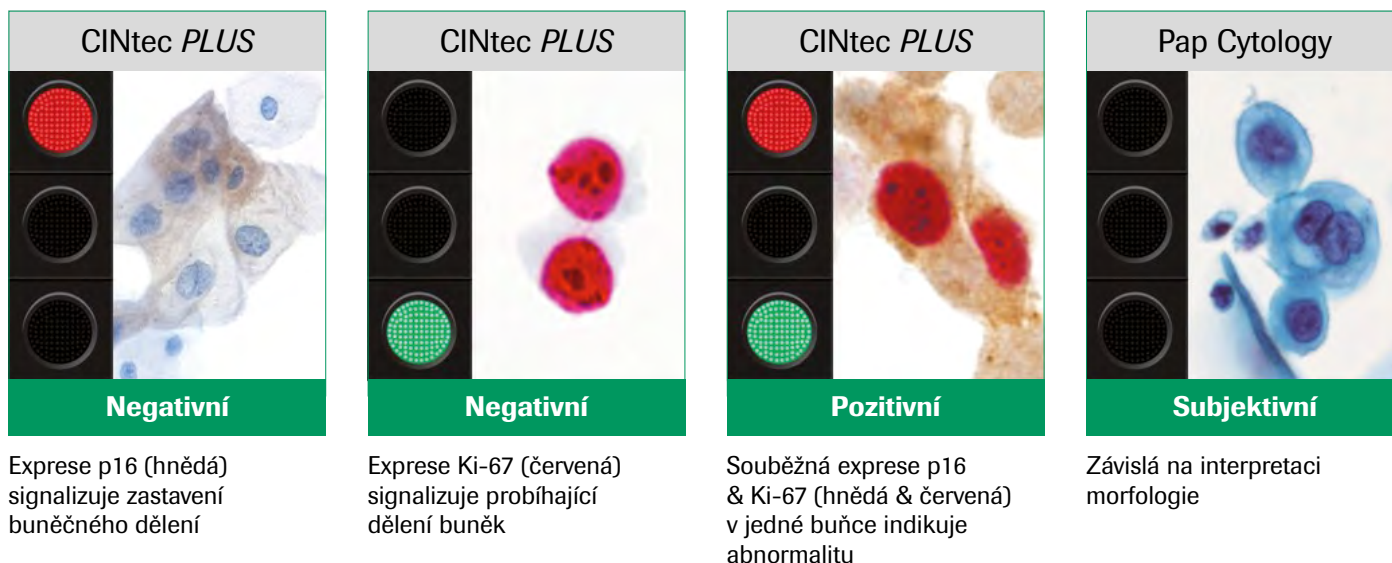 CINtec PLUS
Negativní
Exprese p16 (hnědá)
signalizuje zastavení
buněčného dělení
CINtec PLUS
Negativní
Exprese Ki-67 (červená)
signalizuje probíhající
dělení buněk
CINtec PLUS
Pozitivní
Souběžná exprese p16
& Ki-67 (hnědá & červená)
v jedné buňce indikuje
abnormalitu
Pap Cytology
Subjektivní
Závislá na interpretaci
morfologie